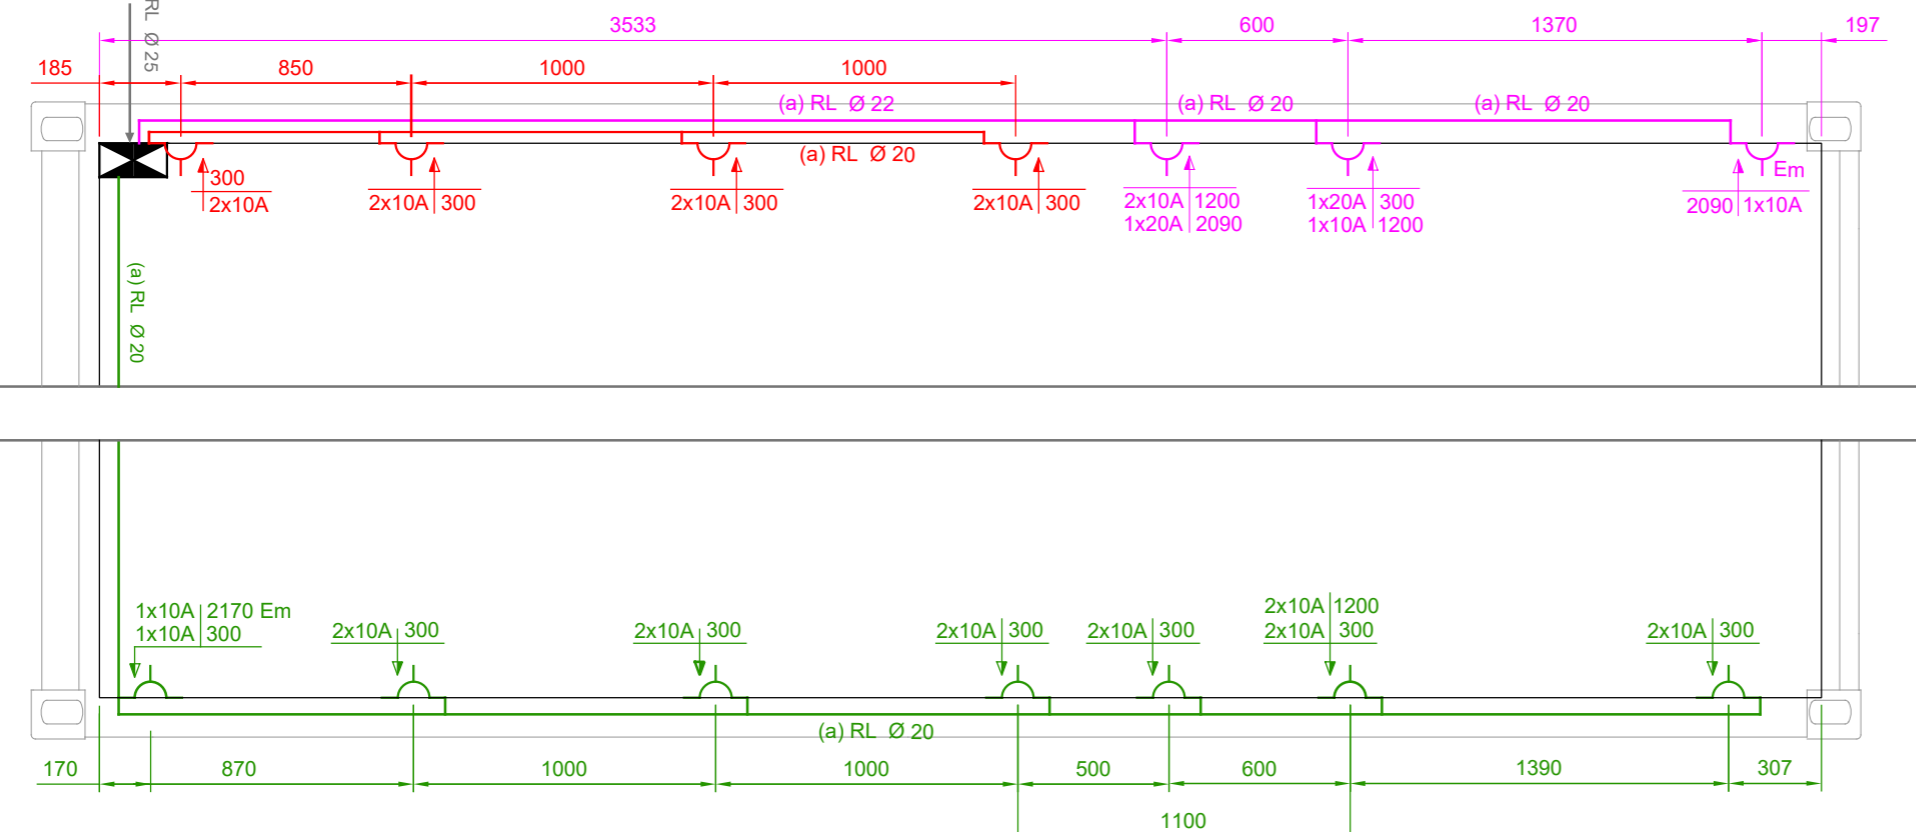 RL Ø 25
3533
600
1370
197
185
850
1000
1000
(a) RL Ø 22
(a) RL Ø 20
(a) RL Ø 20
(a) RL Ø 20
300
2x10A
2x10A 300
2x10A 300
2x10A 300
2x10A 1200
1x20A 2090
1x20A 300
1x10A 1200
Em
2090 1x10A
(a) RL Ø 20
1x10A 2170 Em
1x10A 300
2x10A 300
2x10A 300
2x10A 300
2x10A 300
2x10A 1200
2x10A 300
2x10A 300
(a) RL Ø 20
170
870
1000
1000
500
600
1390
307
1100